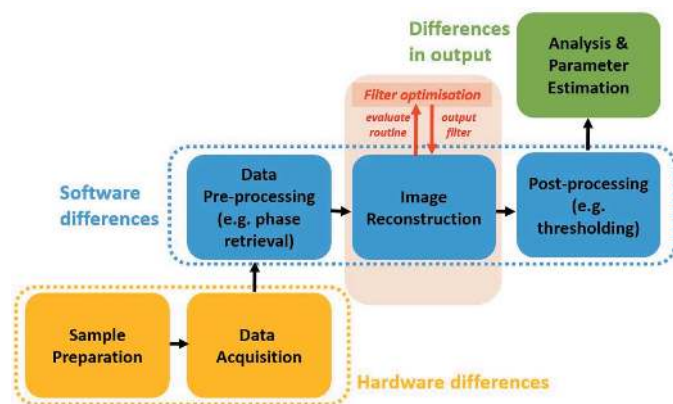 Differences
in output
Analysis &
Parameter
Estimation
Filter optimisation
evaluate
routine
output
filter
Software
differences
Data
Pre-processing
(e.g. phase
retrieval)
Image
Reconstruction
Post-processing
(e.g.
thresholding)
Sample
Preparation
Data
Acquisition
Hardware differences